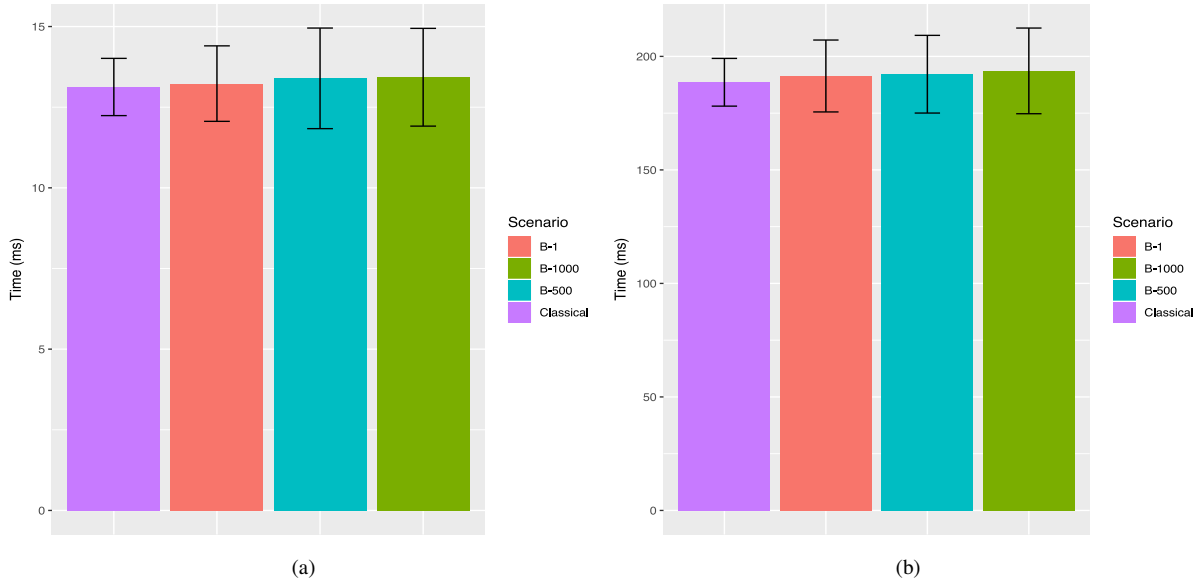 15
10
5
0
Time (ms)
Scenario
B-1
B-1000
B-500
Classical
(a)
200
150
100
50
0
Time (ms)
Scenario
B-1
B-1000
B-500
Classical
(b)